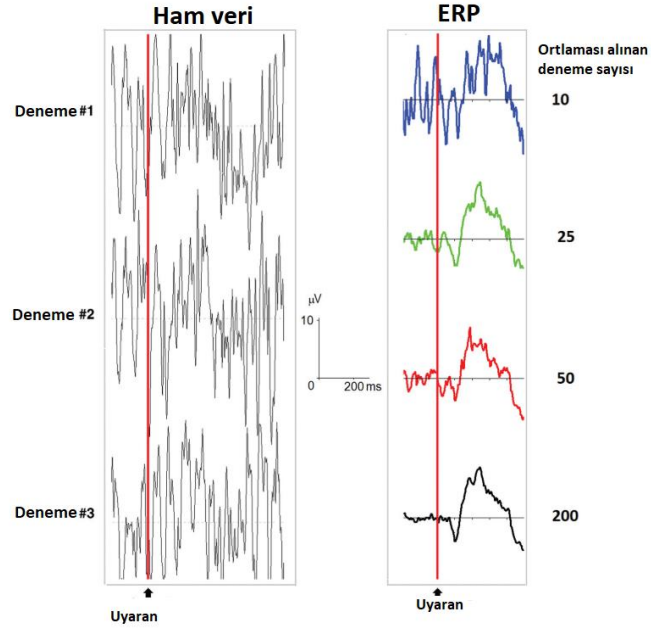 Ham veri
ERP
Ortlaması alınan
deneme sayısı
Deneme #1
10
25
Deneme #2
µV
10
0
200 ms
50
Deneme #3
200
Uyaran
Uyaran